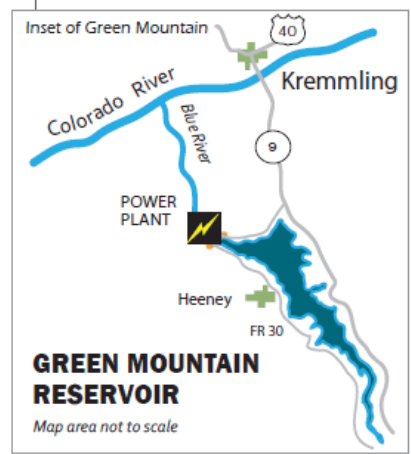 Inset of Green Mountain
40
Kremmling
Colorado River
Blue River
9
POWER
PLANT
Heeney
FR 30
GREEN MOUNTAIN
RESERVOIR
Map area not to scale